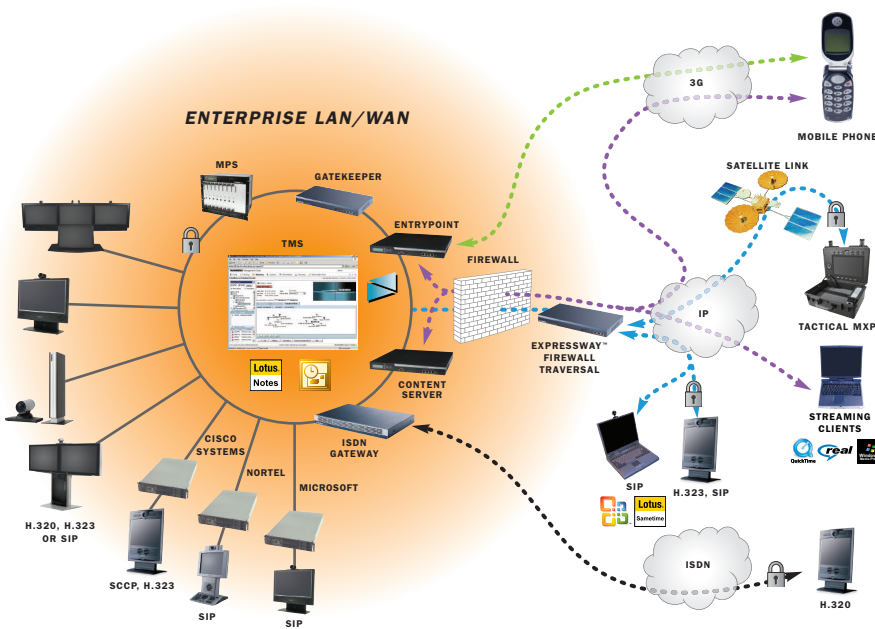 3G
MOBILE PHONE
ENTERPRISE LAN/WAN
MPS
GATEKEEPER
SATELLITE LINK
ENTRYPOINT
TMS
FIREWALL
IP
TACTICAL MXP
EXPRESSWAY™
FIREWALL
TRAVERSAL
Lotus.
Notes
CONTENT
SERVER
STREAMING
CLIENTS
ISDN
GATEWAY
CISCO
SYSTEMS
QuickTime
real
NORTEL
MICROSOFT
SIP
H.323, SIP
Lotus.
Sametime
H.320, H.323
OR SIP
ISDN
SCCP, H.323
SIP
SIP
H.320